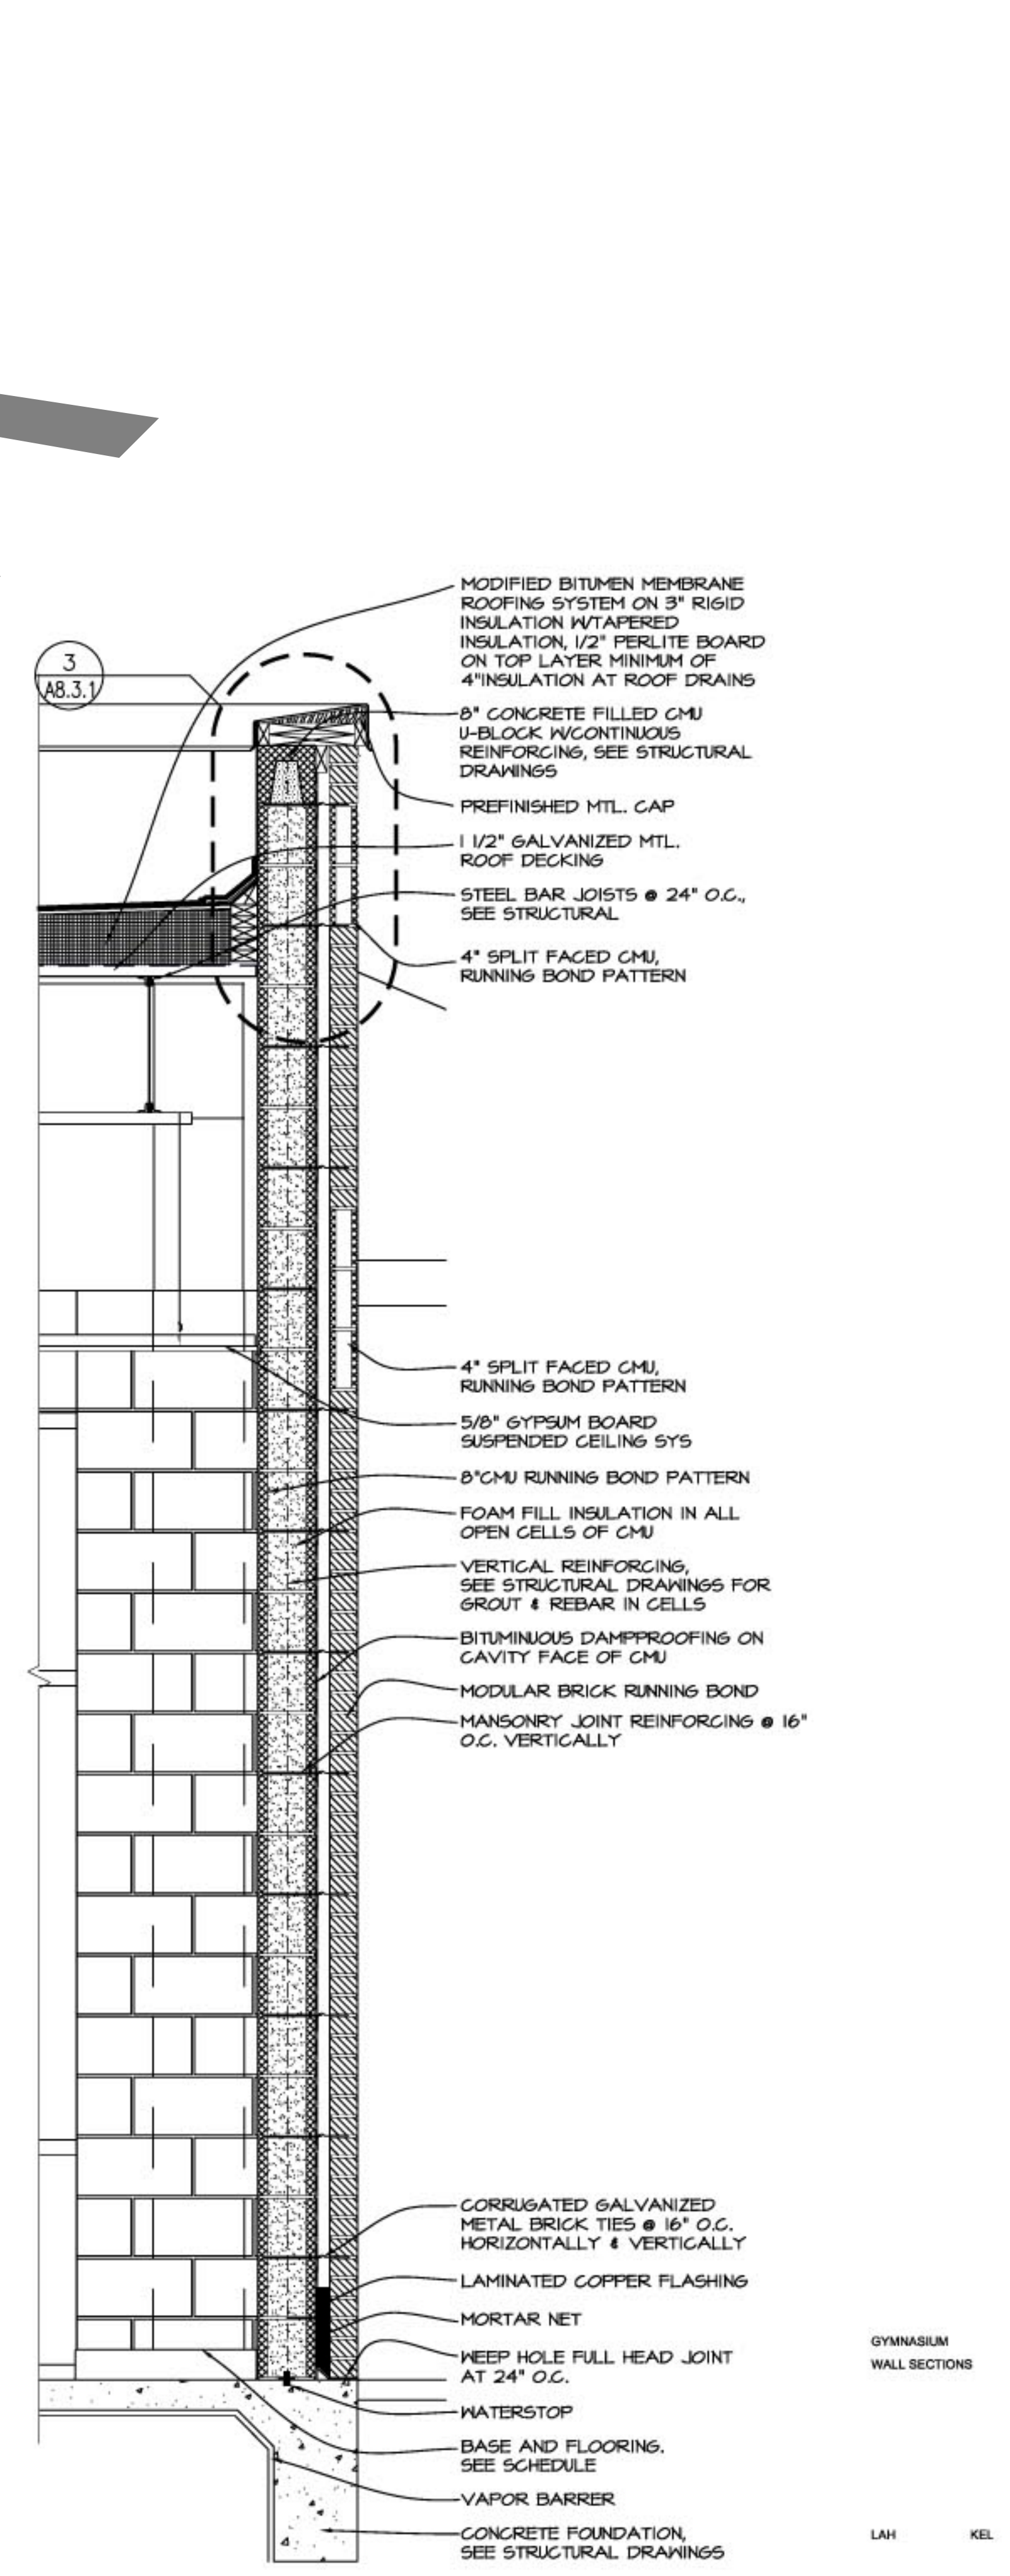 MODIFIED BITUMEN MEMBRANE
ROOFING SYSTEM ON 3" RIGID
INSULATION W/TAPERED
INSULATION, 1/2" PERLITE BOARD
ON TOP LAYER MINIMUM OF
4"INSULATION AT ROOF DRAINS
3
A8.3.1
8" CONCRETE FILLED CMU
U-BLOCK W/CONTINUOUS
REINFORCING, SEE STRUCTURAL
DRAWINGS
PREFINISHED MTL. CAP
1 1/2" GALVANIZED MTL.
ROOF DECKING
STEEL BAR JOISTS @ 24" O.C.,
SEE STRUCTURAL
4" SPLIT FACED CMU,
RUNNING BOND PATTERN
4" SPLIT FACED CMU,
RUNNING BOND PATTERN
5/8" GYPSUM BOARD
SUSPENDED CEILING SYS
8"CMU RUNNING BOND PATTERN
FOAM FILL INSULATION IN ALL
OPEN CELLS OF CMU
VERTICAL REINFORCING,
SEE STRUCTURAL DRAWINGS FOR
GROUT & REBAR IN CELLS
BITUMINUOUS DAMPPROOFING ON
CAVITY FACE OF CMU
MODULAR BRICK RUNNING BOND
MANSONRY JOINT REINFORCING @ 16"
O.C. VERTICALLY
CORRUGATED GALVANIZED
METAL BRICK TIES @ 16" O.C.
HORIZONTALLY & VERTICALLY
LAMINATED COPPER FLASHING
MORTAR NET
WEEP HOLE FULL HEAD JOINT
AT 24" O.C.
WATERSTOP
BASE AND FLOORING.
SEE SCHEDULE
VAPOR BARRER
CONCRETE FOUNDATION,
SEE STRUCTURAL DRAWINGS
GYMNASIUM
WALL SECTIONS
LAH KEL